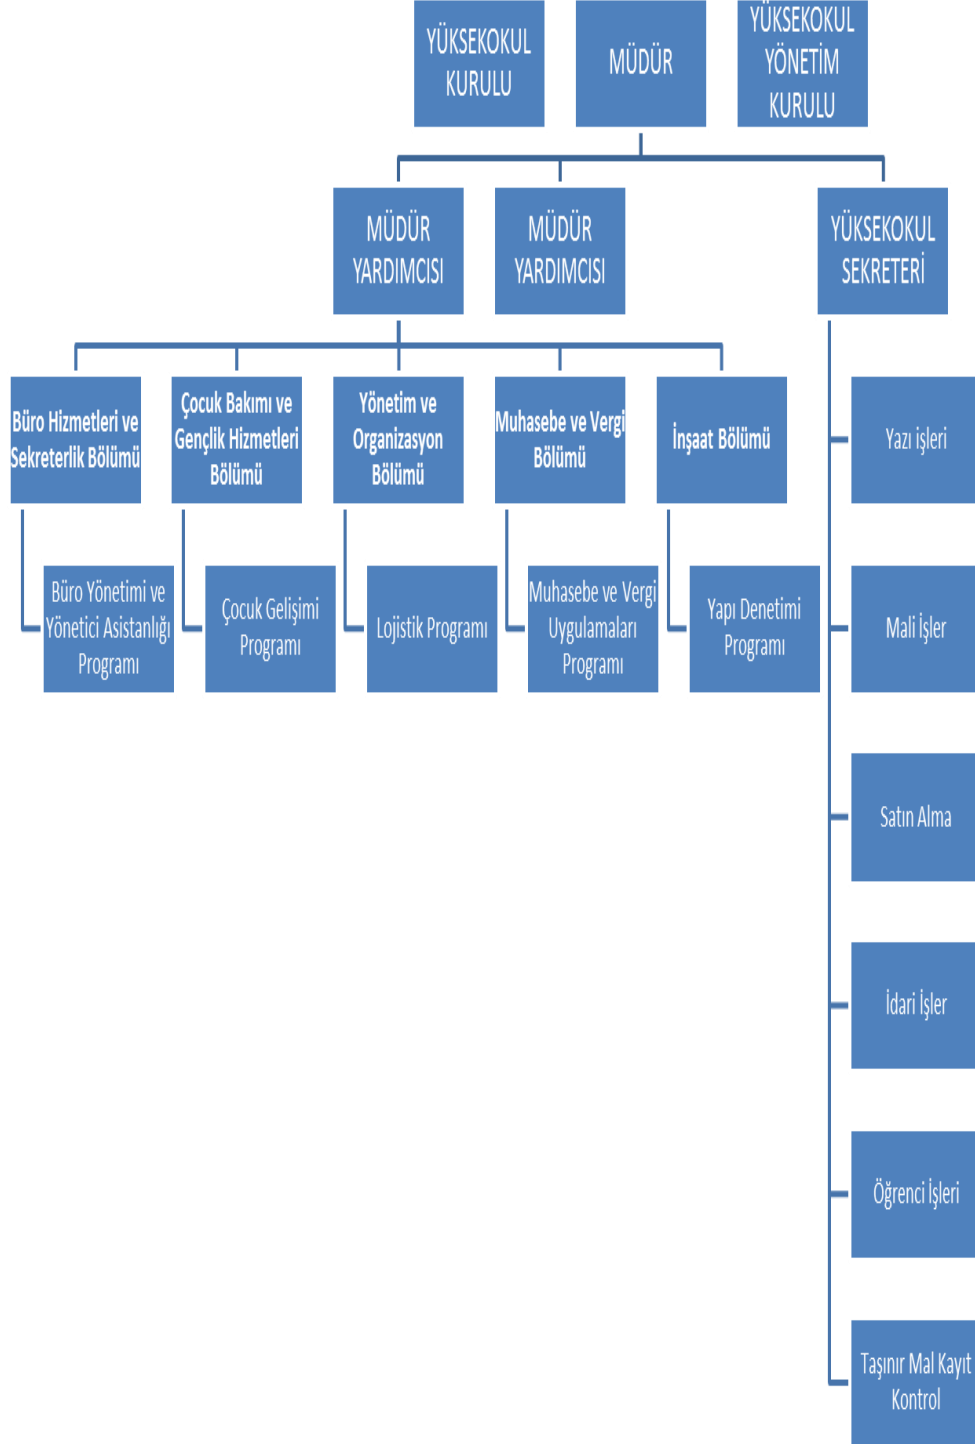 YÜKSEKOKUL
KURULU
MÜDÜR
YÜKSEKOKUL
YÖNETİM
KURULU
MÜDÜR
YARDIMCISI
MÜDÜR
YARDIMCISI
YÜKSEKOKUL
SEKRETERİ
Büro Hizmetleri ve
Sekreterlik Bölümü
Çocuk Bakımı ve
Gençlik Hizmetleri
Bölümü
Yönetim ve
Organizasyon
Bölümü
Muhasebe ve Vergi
Bölümü
İnşaat Bölümü
Yazı işleri
Büro Yönetimi ve
Yönetici Asistanlığı
Programı
Çocuk Gelişimi
Programı
Lojistik Programı
Muhasebe ve Vergi
Uygulamaları
Programı
Yapı Denetimi
Programı
Mali İşler
Satın Alma
İdari İşler
Öğrenci İşleri
Taşınır Mal Kayıt
Kontrol